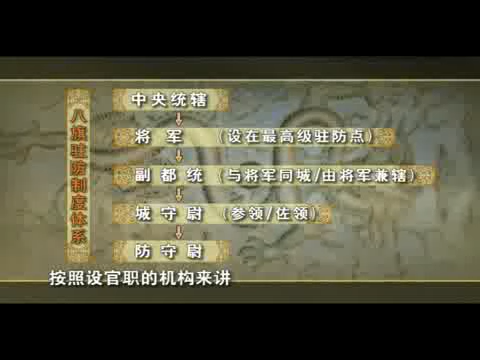 八旗驻防制度体系
中央统辖
将军 （设在最高级驻防点）
副都统 （与将军同城/由将军兼辖）
城守尉 （参领/佐领）
防守尉
按照设官职的机构来讲